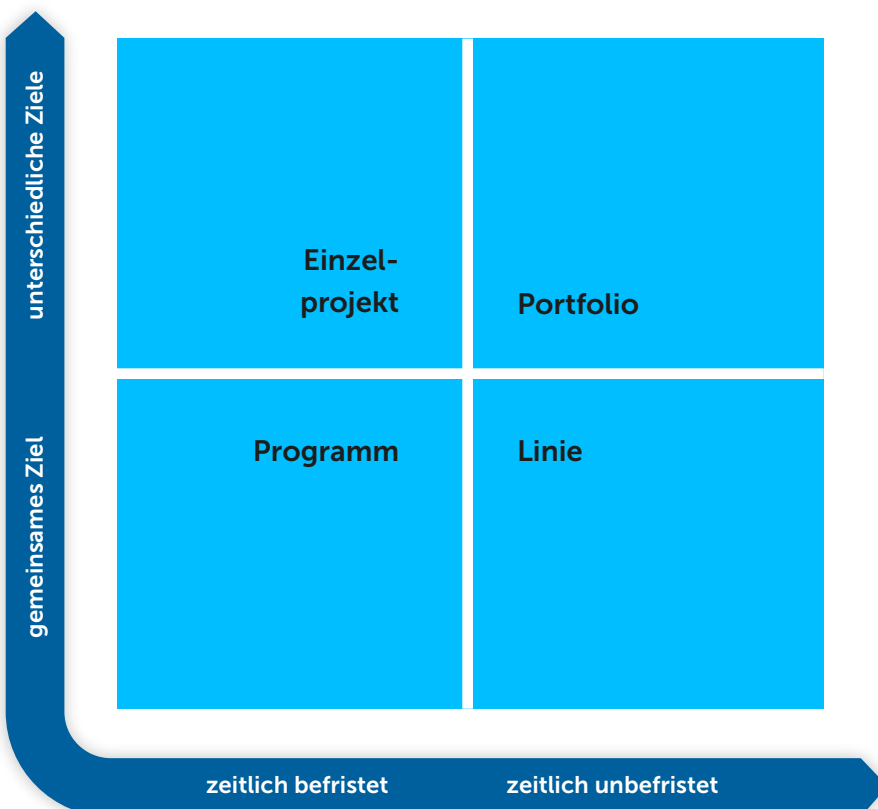 unterschiedliche Ziele
gemeinsames Ziel
Einzel-
projekt
Portfolio
Programm
Linie
zeitlich befristet
zeitlich unbefristet